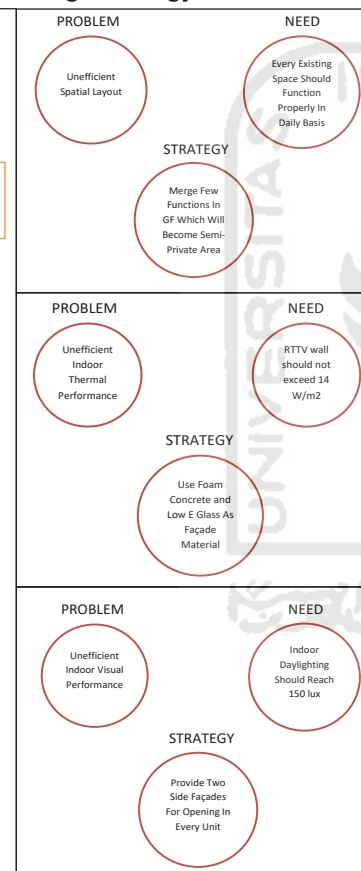 PROBLEM
NEED
Unefficient
Spatial Layout
Every Existing
Space Should
Function
Properly In
Daily Basis
STRATEGY
Merge Few
Functions In
GF Which Will
Become Semi-
Private Area
PROBLEM
NEED
Unefficient
Indoor
Thermal
Performance
RTTV wall
should not
exceed 14
W/m2
STRATEGY
Use Foam
Concrete and
Low E Glass As
Façade
Material
PROBLEM
NEED
Unefficient
Indoor Visual
Performance
Indoor
Daylighting
Should Reach
150 lux
STRATEGY
Provide Two
Side Façades
For Opening In
Every Unit
UNIVERSITAS